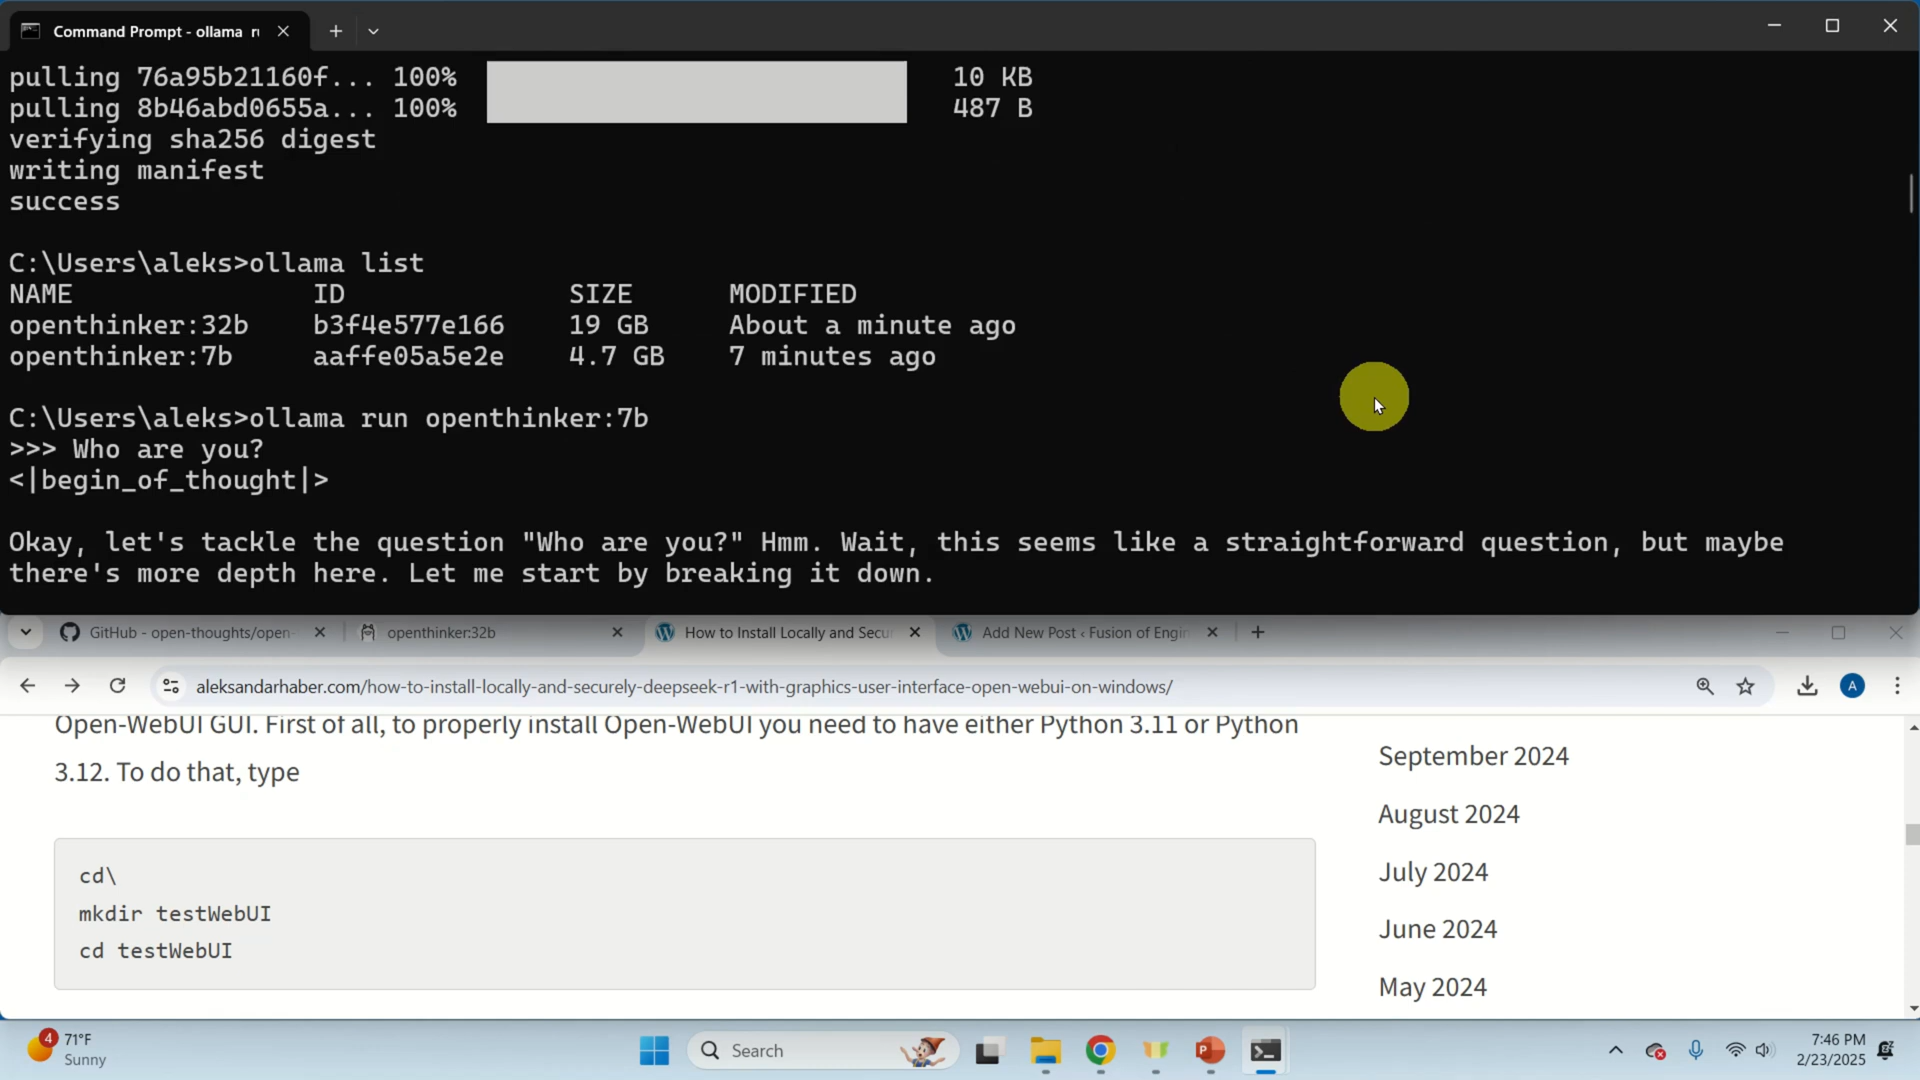 Command Prompt - ollama
pulling 76a95b21160f... 100% 10 KB
pulling 8b46abd0655a... 100% 487 B
verifying sha256 digest
writing manifest
success
C:\Users\aleks>ollama list
NAME ID SIZE MODIFIED
openthinker:32b b3f4e577e166 19 GB About a minute ago
openthinker:7b aaffe05a5e2e 4.7 GB 7 minutes ago
C:\Users\aleks>ollama run openthinker:7b
>>> Who are you?
<|begin_of_thought|>
Okay, let's tackle the question "Who are you?" Hmm. Wait, this seems like a straightforward question, but maybe
there's more depth here. Let me start by breaking it down.
GitHub - open-thoughts/open- openthinker:32b How to Install Locally and Secu Add New Post ‹ Fusion of Engin
aleksandarhaber.com/how-to-install-locally-and-securely-deepseek-r1-with-graphics-user-interface-open-webui-on-windows/ A
Open-WebUI GUI. First of all, to properly install Open-WebUI you need to have either Python 3.11 or Python
3.12. To do that, type
cd\
mkdir testWebUI
cd testWebUI
September 2024
August 2024
July 2024
June 2024
May 2024
4 71°F
Sunny
Search
P
7:46 PM
2/23/2025